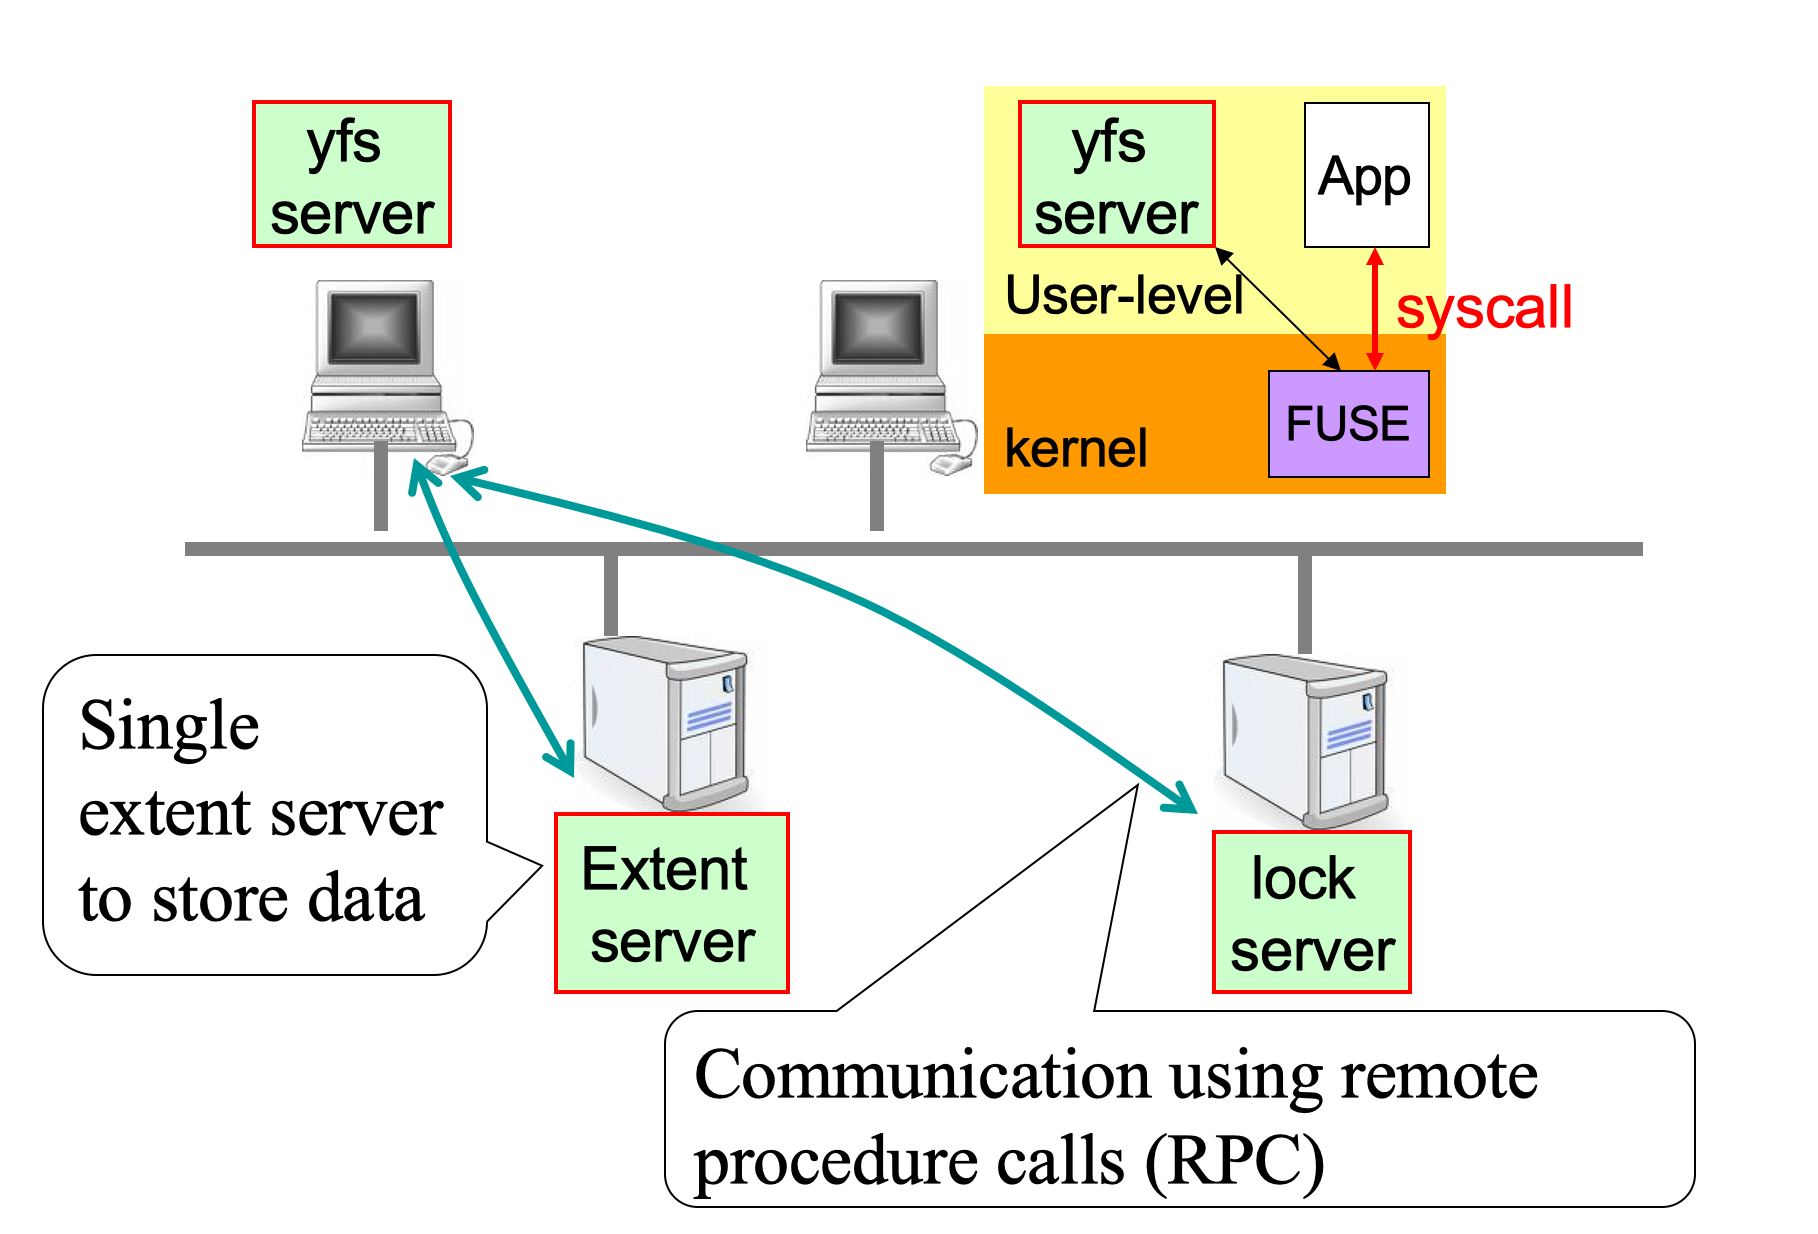 yfs
server
yfs
server
App
User-level
syscall
kernel
FUSE
Single
extent server
to store data
Extent
server
lock
server
Communication using remote
procedure calls (RPC)